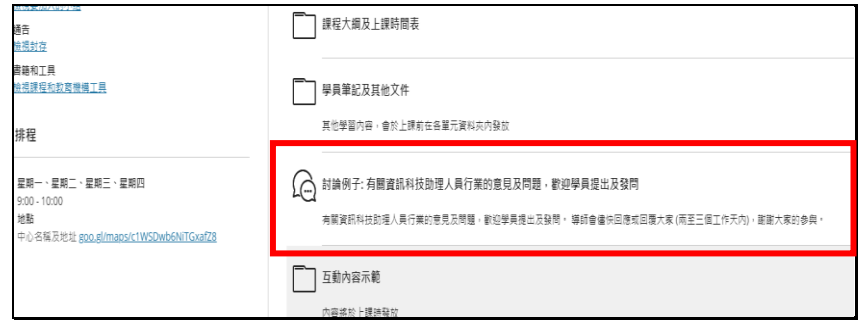 通告
檢視封存
書籍和工具
檢視課程和教育機構工具
排程
星期一、星期二、星期三、星期四
9:00 - 10:00
地點
中心名稱及地址 goo.gl/maps/c1WSDwb6NiTGxafZ8
課程大綱及上課時間表
學員筆記及其他文件
其他學習內容,會於上課前在各單元資料夾內發放
討論例子: 有關資訊科技助理人員行業的意見及問題,歡迎學員提出及發問
有關資訊科技助理人員行業的意見及問題,歡迎學員提出及發問。 導師會儘快回應或回覆大家 (兩至三個工作天內), 謝謝大家的參與。
互動內容示範
內容將於上課時發放